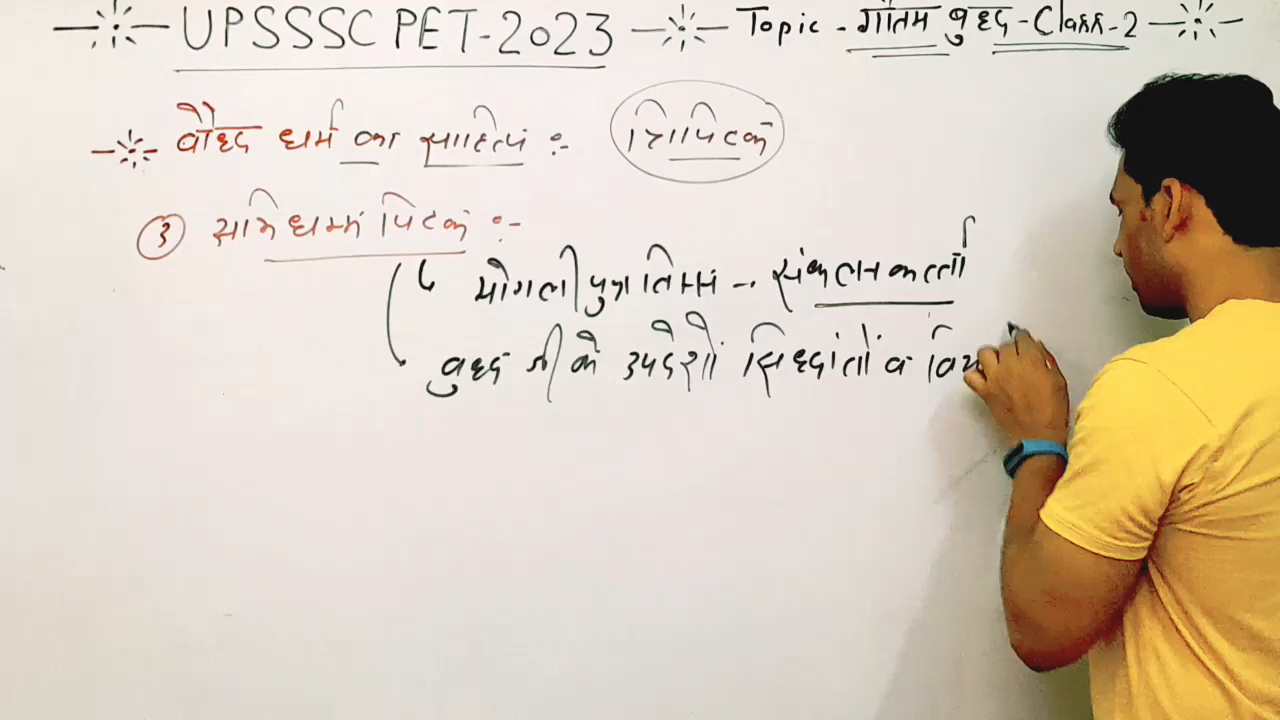 UPSSSC PET-2023
Topic - गौतम बुद्ध - Class-2
बौद्ध धर्म का साहित्य :- त्रिपिटक
③ अभिधम्म पिटक :-
मोगली पुत्र तिस्स → संकलनकर्ता
बुद्ध जी के उपदेशों सिद्धांतों व